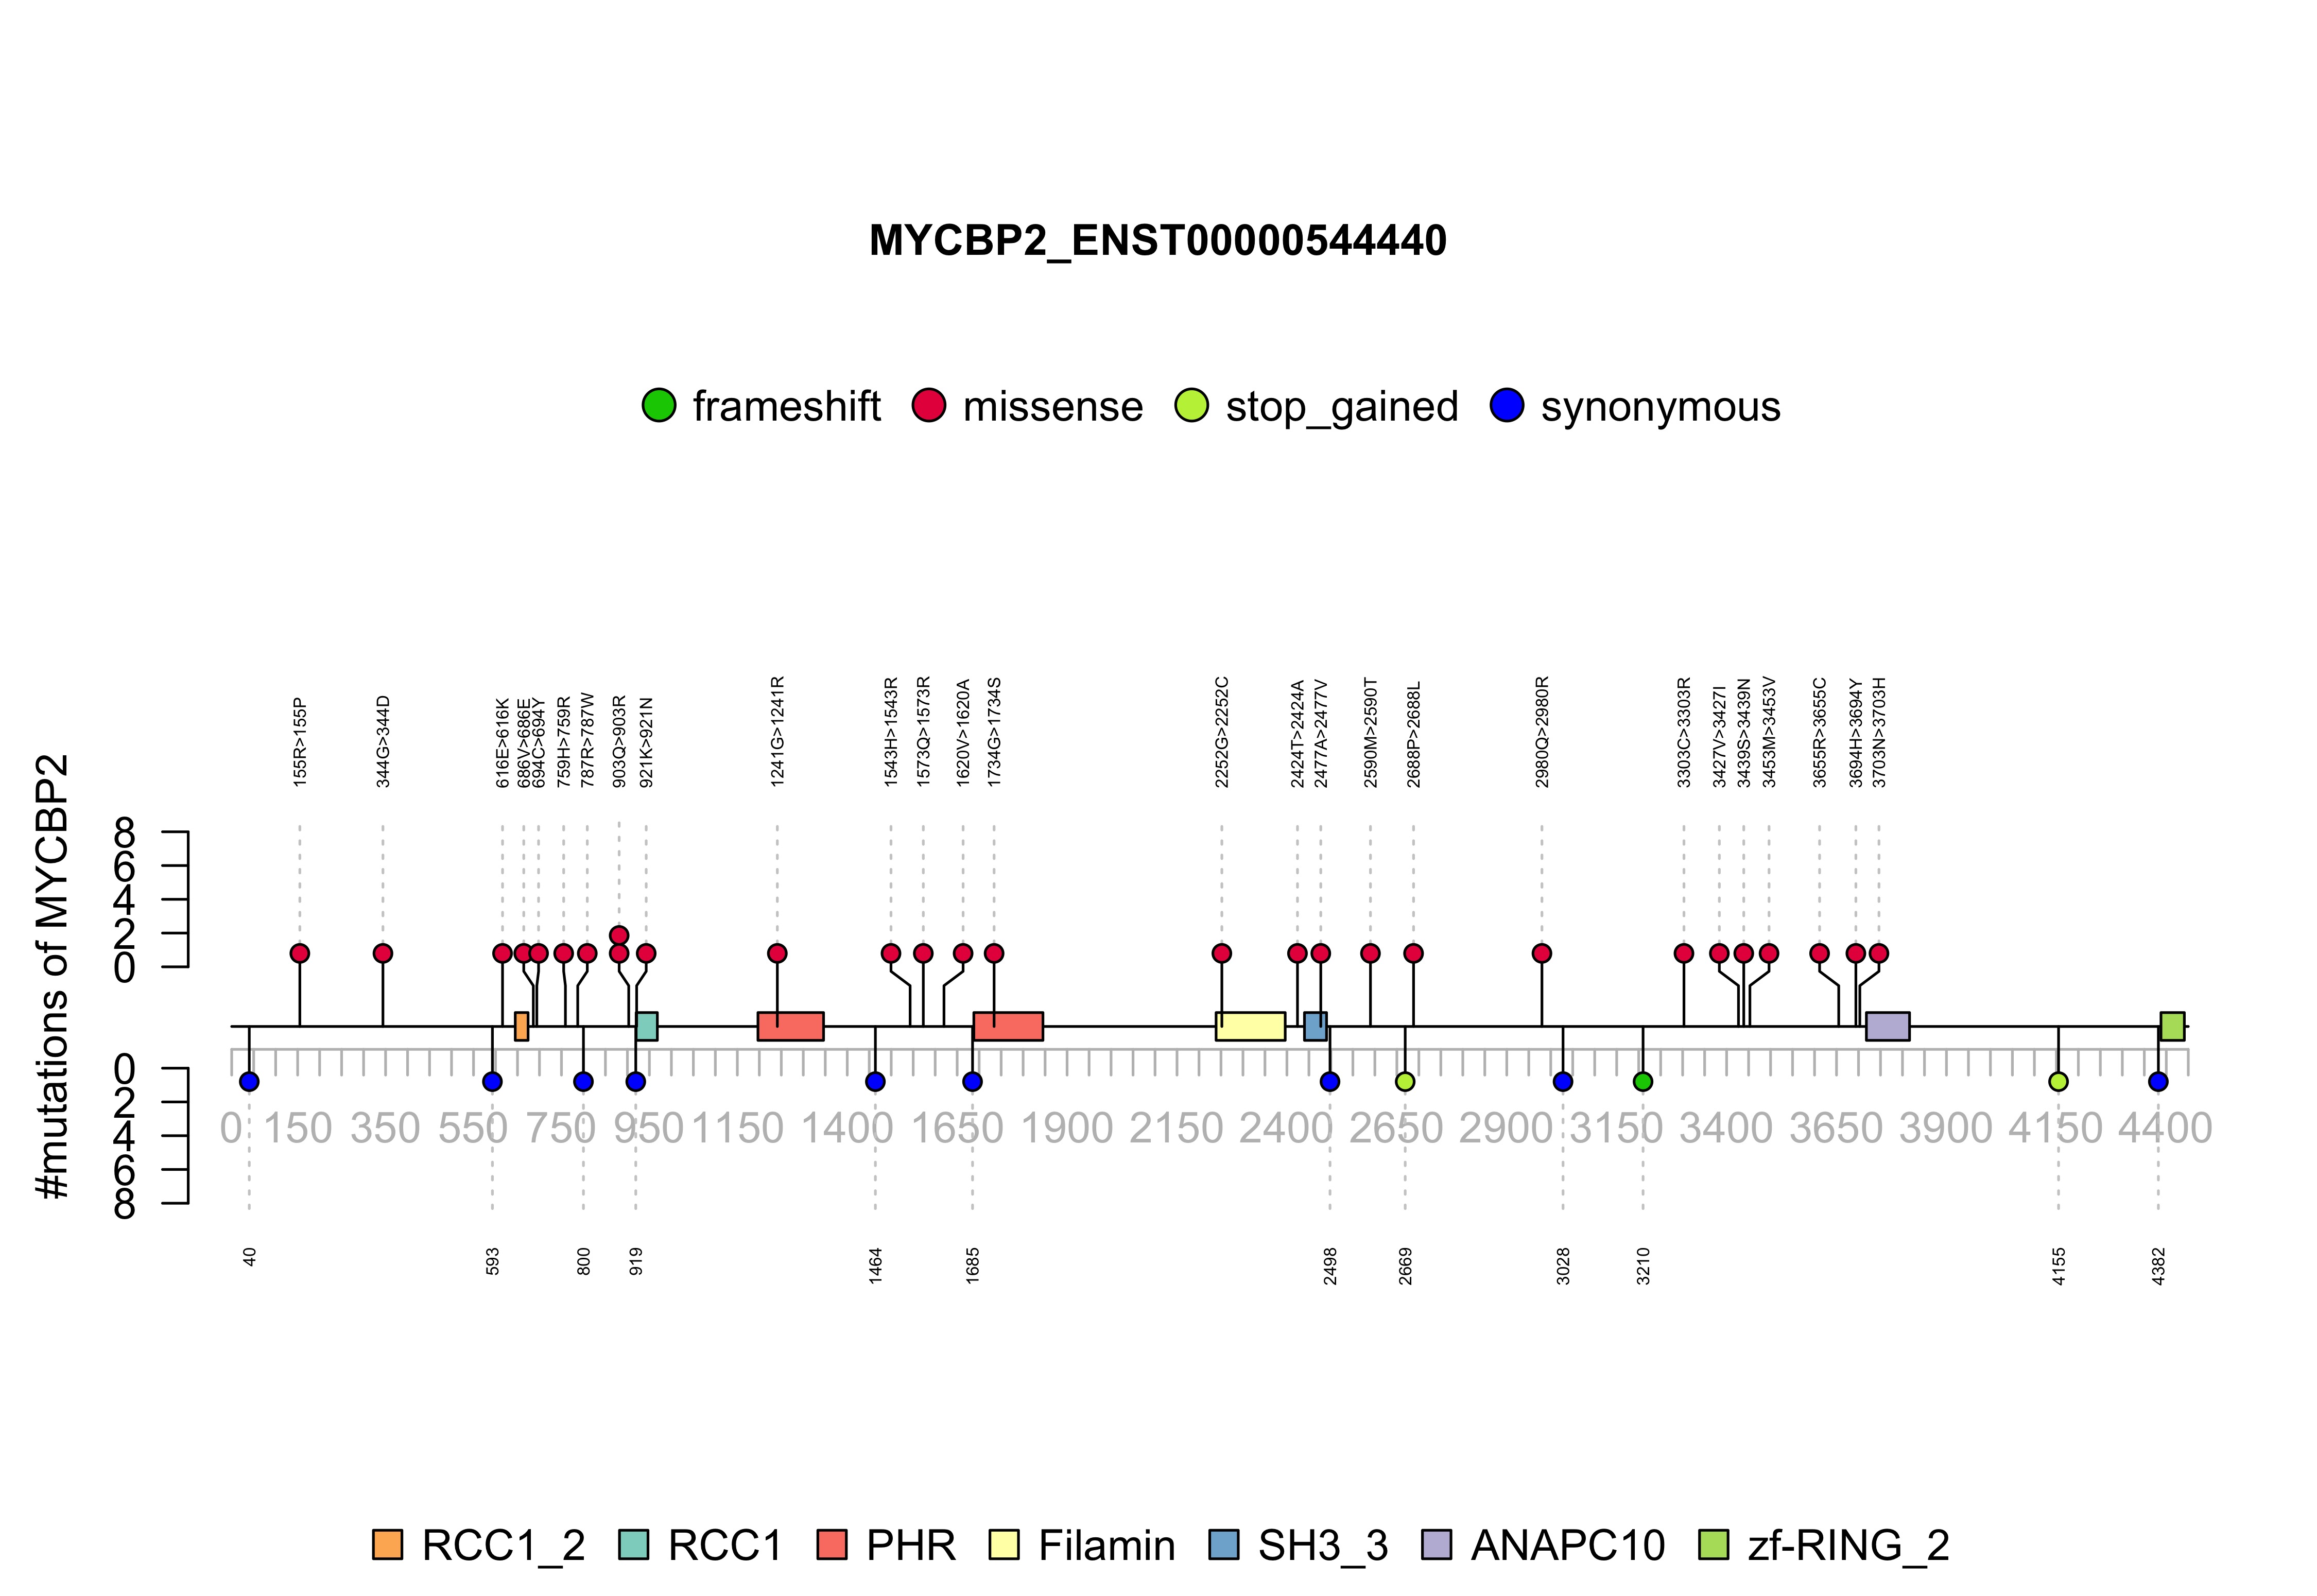 MYCBP2_ENST00000544440
frameshift missense stop_gained synonymous
155R>155P
344G>344D
616E>616K
686V>686E
694C>694Y
759H>759R
787R>787W
903Q>903R
921K>921N
1241G>1241R
1543H>1543R
1573Q>1573R
1620V>1620A
1734G>1734S
2252G>2252C
2424T>2424A
2477A>2477V
2590M>2590T
2688P>2688L
2980Q>2980R
3303C>3303R
3427V>3427I
3439S>3439N
3453M>3453V
3655R>3655C
3694H>3694Y
3703N>3703H
#mutations of MYCBP2
8
6
4
2
0
0
2
4
6
8
0 150 350 550 750 950 1150 1400 1650 1900 2150 2400 2650 2900 3150 3400 3650 3900 4150 4400
40
593
800
919
1464
1685
2498
2669
3028
3210
4155
4382
RCC1_2 RCC1 PHR Filamin SH3_3 ANAPC10 zf-RING_2